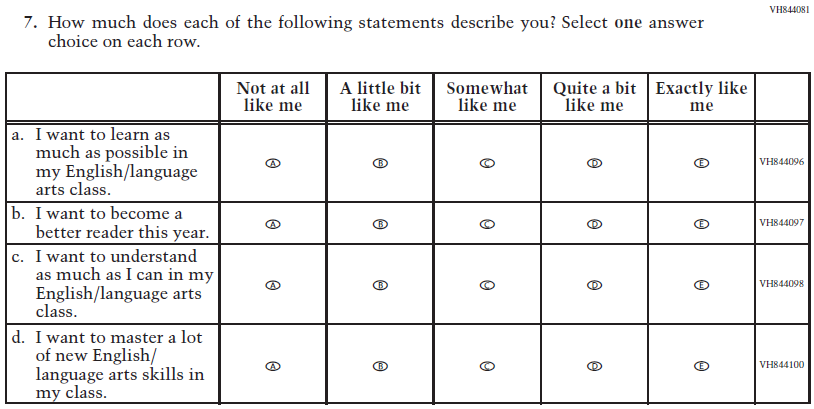 VH844081
7. How much does each of the following statements describe you? Select one answer
choice on each row.
Not at all
like me
A little bit
like me
Somewhat
like me
Quite a bit
like me
Exactly like
me
a. I want to learn as
much as possible in
my English/language
arts class.
A B C D E VH844096
b. I want to become a
better reader this year.
A B C D E VH844097
c. I want to understand
as much as I can in my
English/language arts
class.
A B C D E VH844098
d. I want to master a lot
of new English/
language arts skills in
my class.
A B C D E VH844100